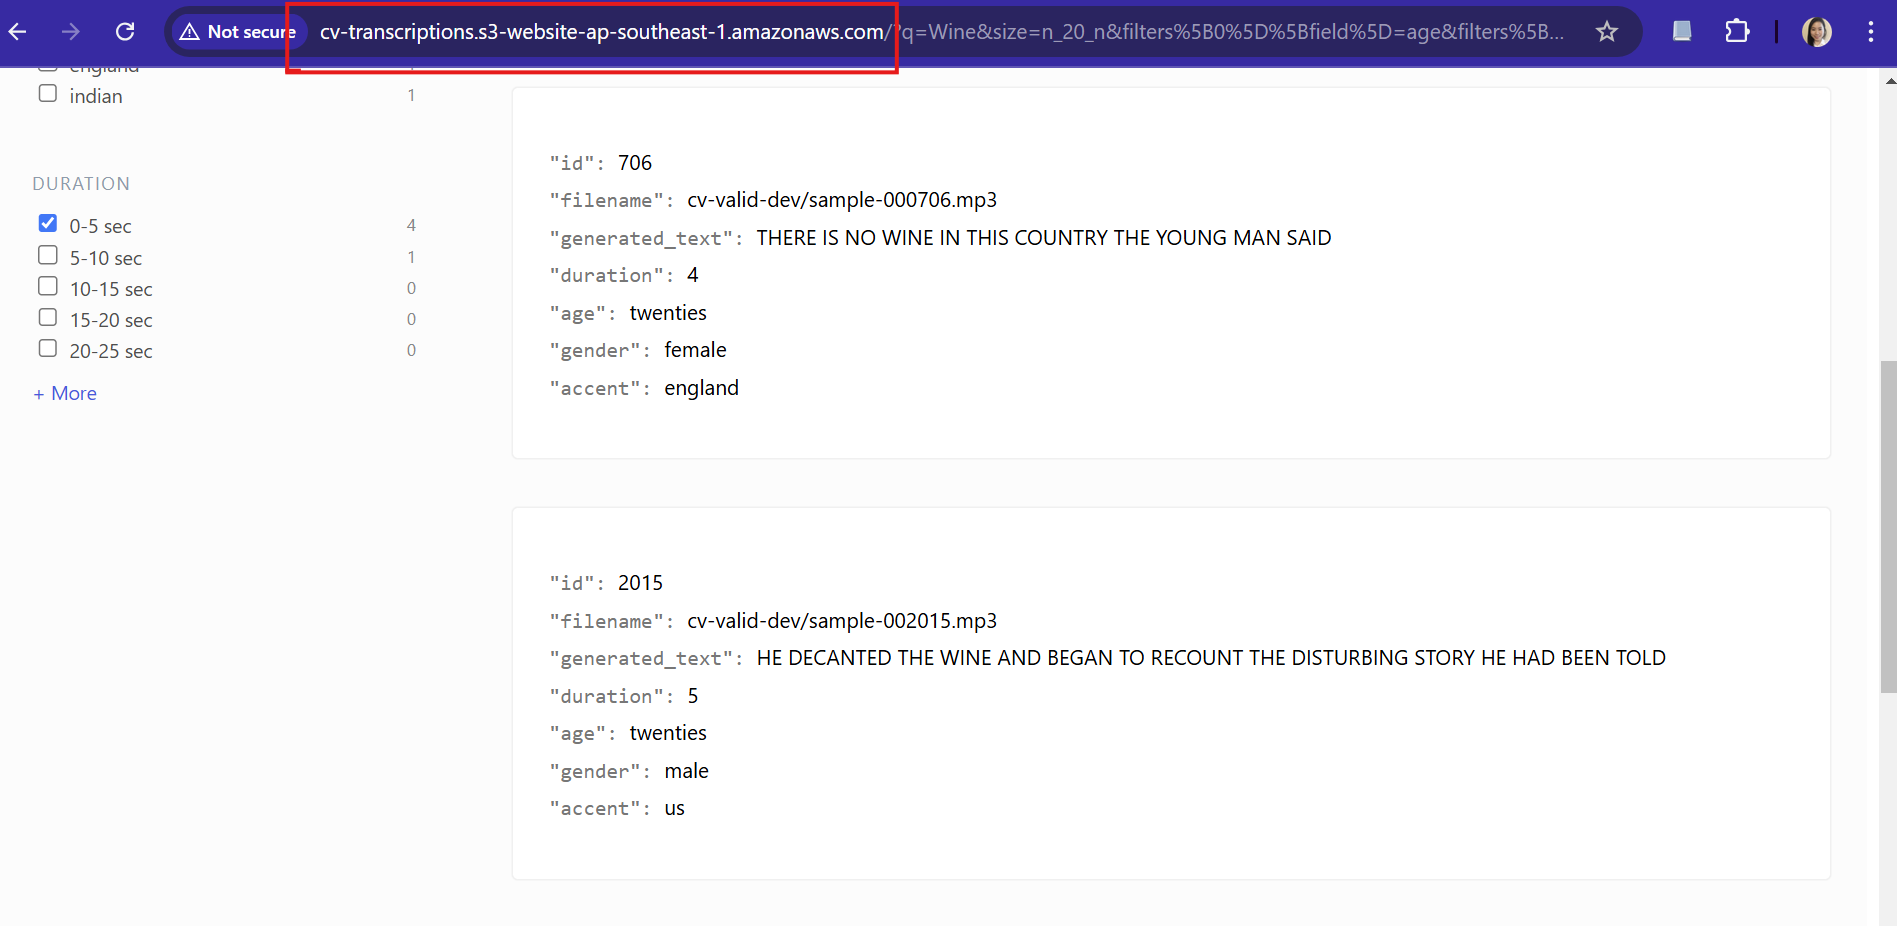 Not secure cv-transcriptions.s3-website-ap-southeast-1.amazonaws.com/?q=Wine&size=n_20_n&filters%5B0%5D%5Bfield%5D=age&filters%5B...
england
indian 1
DURATION
0-5 sec 4
5-10 sec 1
10-15 sec 0
15-20 sec 0
20-25 sec 0
+ More
"id": 706
"filename": cv-valid-dev/sample-000706.mp3
"generated_text": THERE IS NO WINE IN THIS COUNTRY THE YOUNG MAN SAID
"duration": 4
"age": twenties
"gender": female
"accent": england
"id": 2015
"filename": cv-valid-dev/sample-002015.mp3
"generated_text": HE DECANTED THE WINE AND BEGAN TO RECOUNT THE DISTURBING STORY HE HAD BEEN TOLD
"duration": 5
"age": twenties
"gender": male
"accent": us